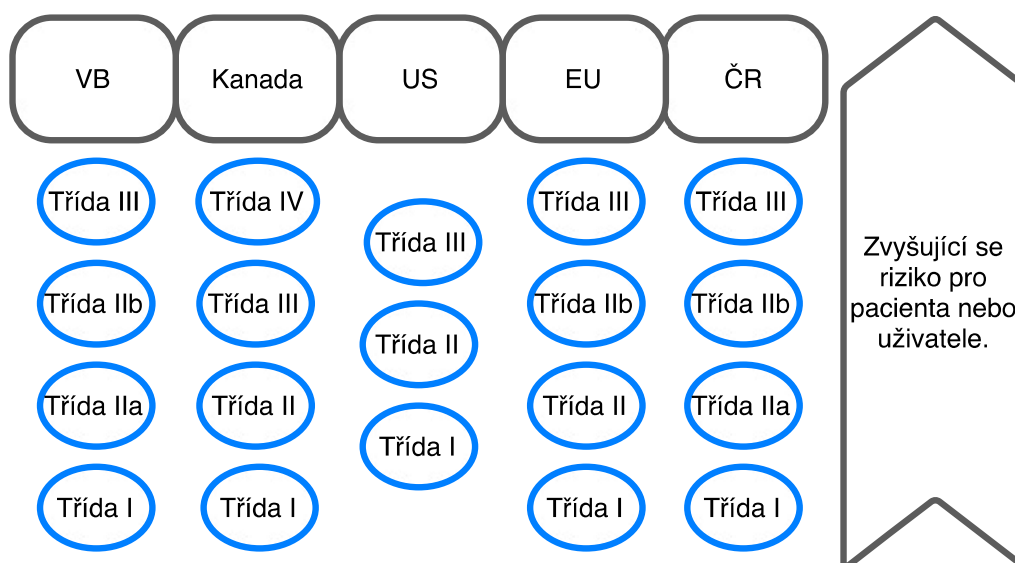 VB
Kanada
US
EU
ČR
Třída III
Třída IV
Třída III
Třída III
Třída III
Třída IIb
Třída III
Třída II
Třída IIb
Třída IIb
Třída IIa
Třída II
Třída I
Třída II
Třída IIa
Třída I
Třída I
Třída I
Třída I
Zvyšující se
riziko pro
pacienta nebo
uživatele.